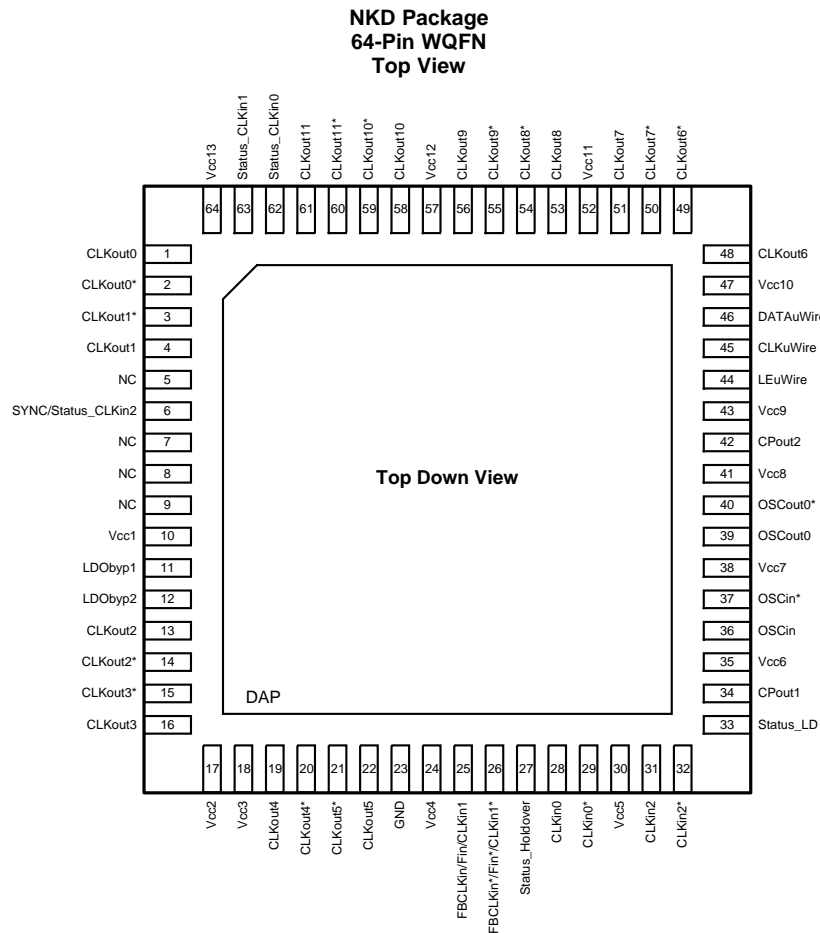 NKD Package
64-Pin WQFN
Top View
Vcc13
Status_CLKin1
Status_CLKin0
CLKout11
CLKout11*
CLKout10*
CLKout10
Vcc12
CLKout9
CLKout9*
CLKout8*
CLKout8
Vcc11
CLKout7
CLKout7*
CLKout6*
64 63 62 61 60 59 58 57 56 55 54 53 52 51 50 49
CLKout0 1
CLKout0* 2
CLKout1* 3
CLKout1 4
NC 5
SYNC/Status_CLKin2 6
NC 7
NC 8
NC 9
Vcc1 10
LDObyp1 11
LDObyp2 12
CLKout2 13
CLKout2* 14
CLKout3* 15
CLKout3 16
Top Down View
DAP
48 CLKout6
47 Vcc10
46 DATAuWire
45 CLKuWire
44 LEuWire
43 Vcc9
42 CPout2
41 Vcc8
40 OSCout0*
39 OSCout0
38 Vcc7
37 OSCin*
36 OSCin
35 Vcc6
34 CPout1
33 Status_LD
17 18 19 20 21 22 23 24 25 26 27 28 29 30 31 32
Vcc2
Vcc3
CLKout4
CLKout4*
CLKout5*
CLKout5
GND
Vcc4
FBCLKin/Fin/CLKin1
FBCLKin*/Fin*/CLKin1*
Status_Holdover
CLKin0
CLKin0*
Vcc5
CLKin2
CLKin2*